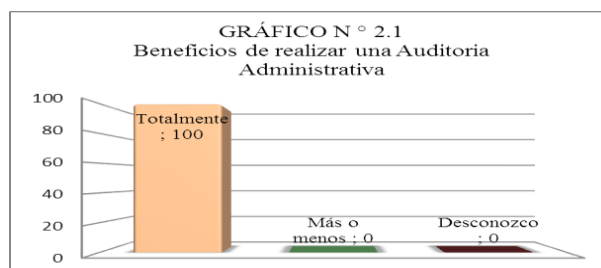 GRÁFICO N ° 2.1
Beneficios de realizar una Auditoria
Administrativa
100
80
60
40
20
0
Totalmente
; 100
Más o
menos ; 0
Desconozco
; 0